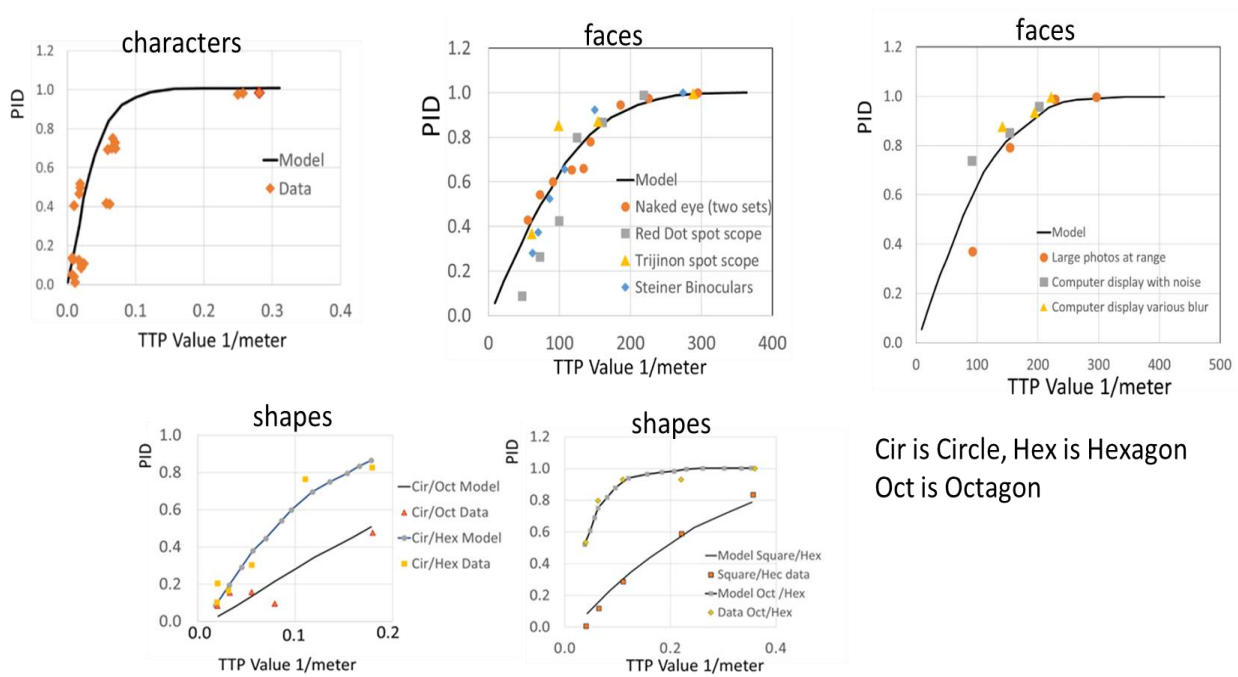 characters
PID
1.2
1.0
0.8
0.6
0.4
0.2
0.0
0.0 0.1 0.2 0.3 0.4
TTP Value 1/meter
Model
Data
faces
PID
1.2
1.0
0.8
0.6
0.4
0.2
0.0
0 100 200 300 400
TTP Value 1/meter
Model
Naked eye (two sets)
Red Dot spot scope
Trijinon spot scope
Steiner Binoculars
faces
PID
1.2
1.0
0.8
0.6
0.4
0.2
0.0
0 100 200 300 400 500
TTP Value 1/meter
Model
Large photos at range
Computer display with noise
Computer display various blur
shapes
PID
1.0
0.8
0.6
0.4
0.2
0.0
0.0 0.1 0.2
TTP Value 1/meter
Cir/Oct Model
Cir/Oct Data
Cir/Hex Model
Cir/Hex Data
shapes
PID
1.2
1.0
0.8
0.6
0.4
0.2
0.0
0.0 0.2 0.4
TTP Value 1/meter
Model Square/Hex
Square/Hec data
Model Oct /Hex
Data Oct/Hex
Cir is Circle, Hex is Hexagon
Oct is Octagon